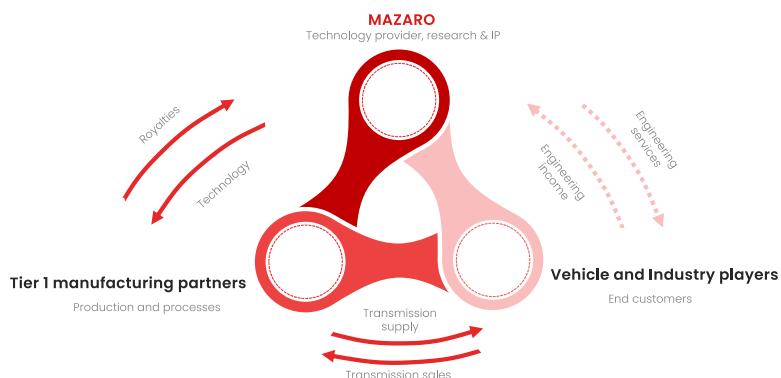 MAZARO
Technology provider, research & IP
Royalties
Technology
Engineering
services
Engineering
income
Tier 1 manufacturing partners
Production and processes
Vehicle and Industry players
End customers
Transmission
supply
Transmission sales